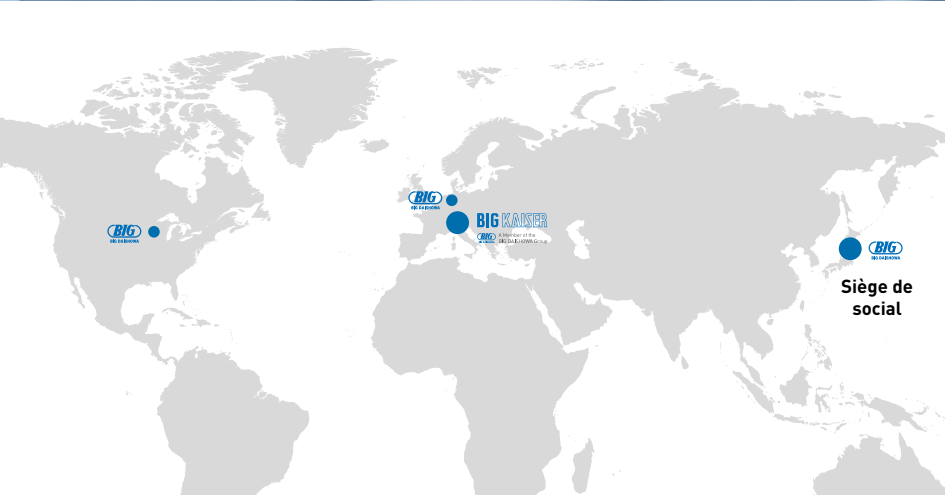 BIG
BIG DAISHOWA
BIG
BIG DAISHOWA
BIG KAISER
BIG
A Member of the
BIG DAISHOWA Group
BIG
BIG DAISHOWA
Siège de
social